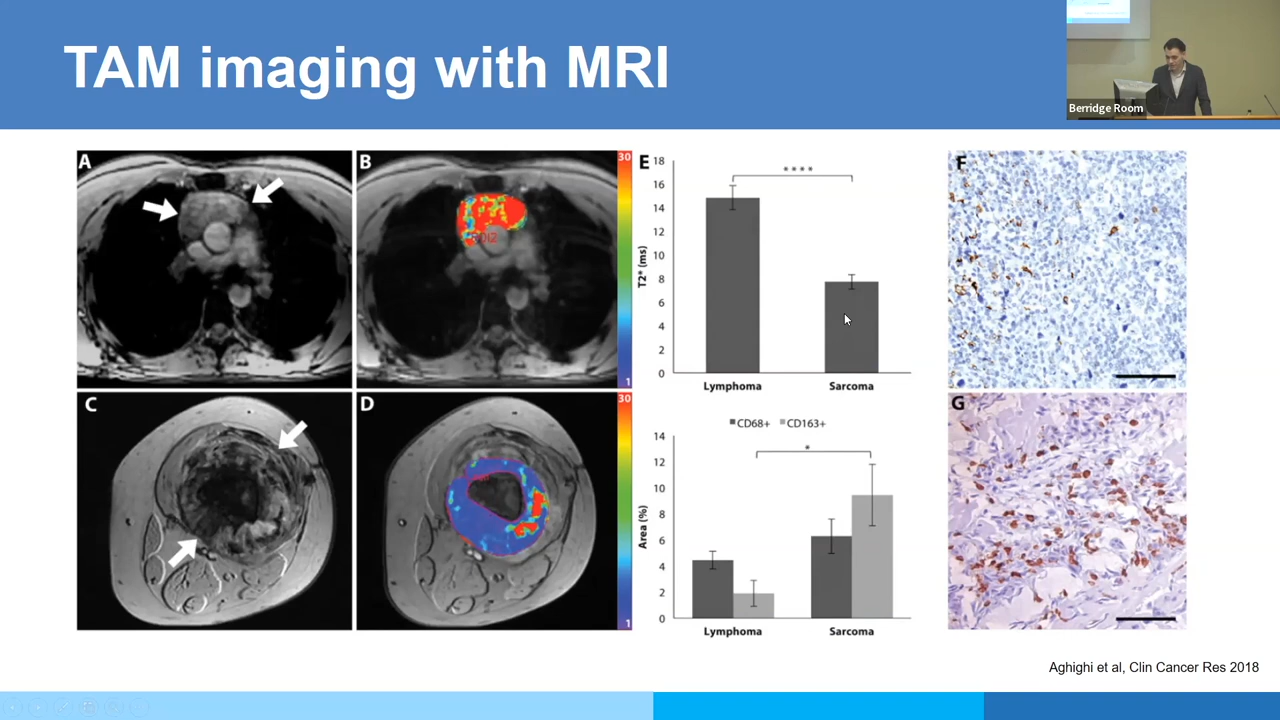 TAM imaging with MRI
Berridge Room
A
B
30
1
C
D
30
1
E
18
16
14
12
10
8
6
4
2
0
T2* (ms)
****
Lymphoma
Sarcoma
CD68+
CD163+
14
12
10
8
6
4
2
0
Area (%)
*
Lymphoma
Sarcoma
F
G
Aghighi et al, Clin Cancer Res 2018